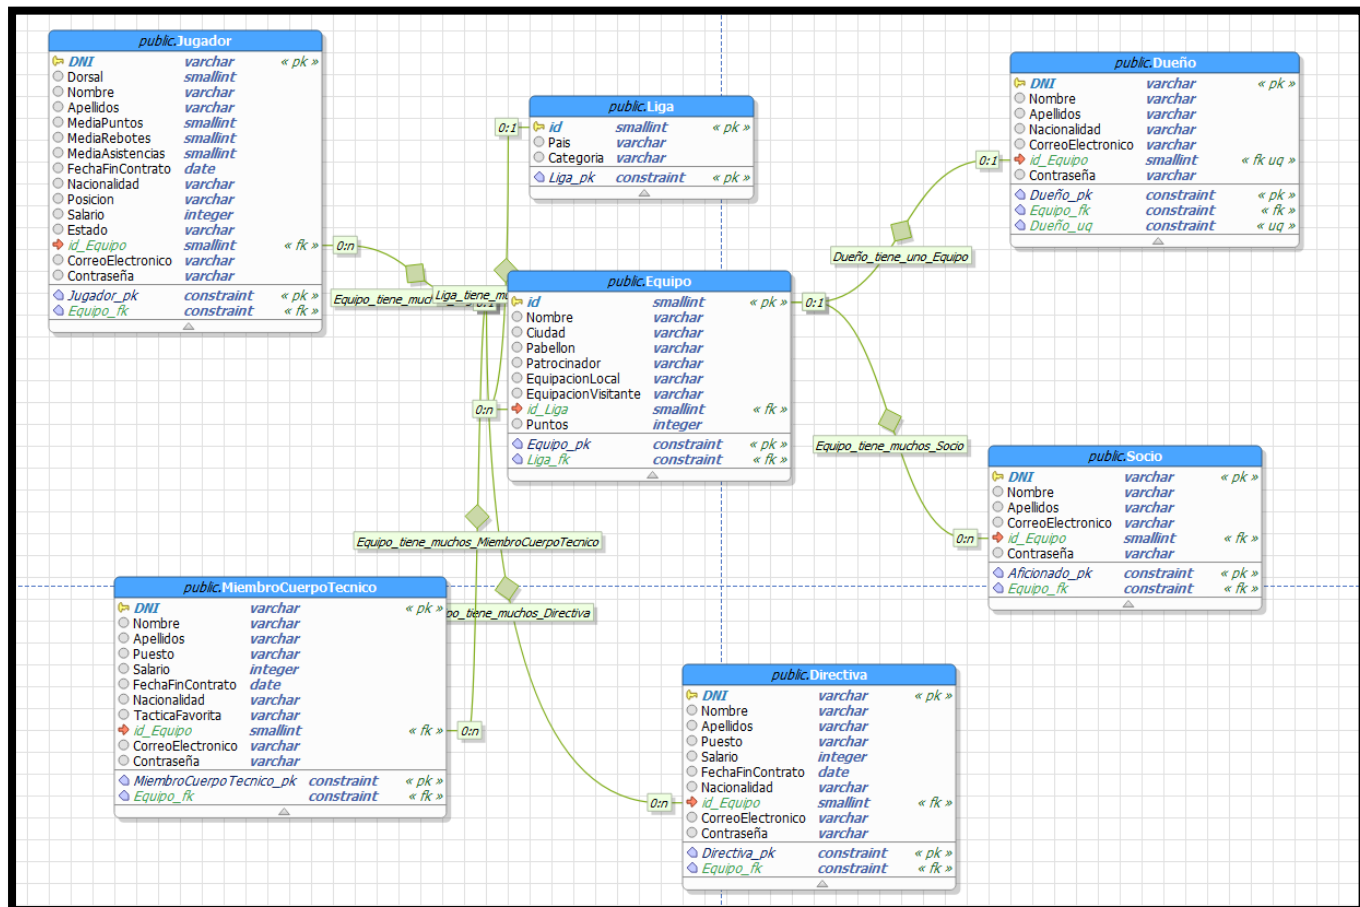 public.Jugador
DNI varchar « pk »
Dorsal smallint
Nombre varchar
Apellidos varchar
MediaPuntos smallint
MediaRebotes smallint
MediaAsistencias smallint
FechaFinContrato date
Nacionalidad varchar
Posicion varchar
Salario integer
Estado varchar
id_Equipo smallint « fk »
CorreoElectronico varchar
Contraseña varchar
Jugador_pk constraint « pk »
Equipo_fk constraint « fk »
0:n
Equipo_tiene_muc
Liga_tiene_m
public.Liga
0:1
id smallint « pk »
Pais varchar
Categoria varchar
Liga_pk constraint « pk »
public.Dueño
DNI varchar « pk »
Nombre varchar
Apellidos varchar
Nacionalidad varchar
CorreoElectronico varchar
0:1
id_Equipo smallint « fk uq »
Contraseña varchar
Dueño_pk constraint « pk »
Equipo_fk constraint « fk »
Dueño_uq constraint « uq »
Dueño_tiene_uno_Equipo
public.Equipo
id smallint « pk »
0:1
Nombre varchar
Ciudad varchar
Pabellon varchar
Patrocinador varchar
EquipacionLocal varchar
EquipacionVisitante varchar
0:n
id_Liga smallint « fk »
Puntos integer
Equipo_pk constraint « pk »
Liga_fk constraint « fk »
Equipo_tiene_muchos_Socio
public.Socio
DNI varchar « pk »
Nombre varchar
Apellidos varchar
CorreoElectronico varchar
0:n
id_Equipo smallint « fk »
Contraseña varchar
Aficionado_pk constraint « pk »
Equipo_fk constraint « fk »
Equipo_tiene_muchos_MiembroCuerpoTecnico
po_tiene_muchos_Directiva
public.MiembroCuerpoTecnico
DNI varchar « pk »
Nombre varchar
Apellidos varchar
Puesto varchar
Salario integer
FechaFinContrato date
Nacionalidad varchar
TacticaFavorita varchar
id_Equipo smallint « fk »
0:n
CorreoElectronico varchar
Contraseña varchar
MiembroCuerpoTecnico_pk constraint « pk »
Equipo_fk constraint « fk »
public.Directiva
DNI varchar « pk »
Nombre varchar
Apellidos varchar
Puesto varchar
Salario integer
FechaFinContrato date
Nacionalidad varchar
0:n
id_Equipo smallint « fk »
CorreoElectronico varchar
Contraseña varchar
Directiva_pk constraint « pk »
Equipo_fk constraint « fk »